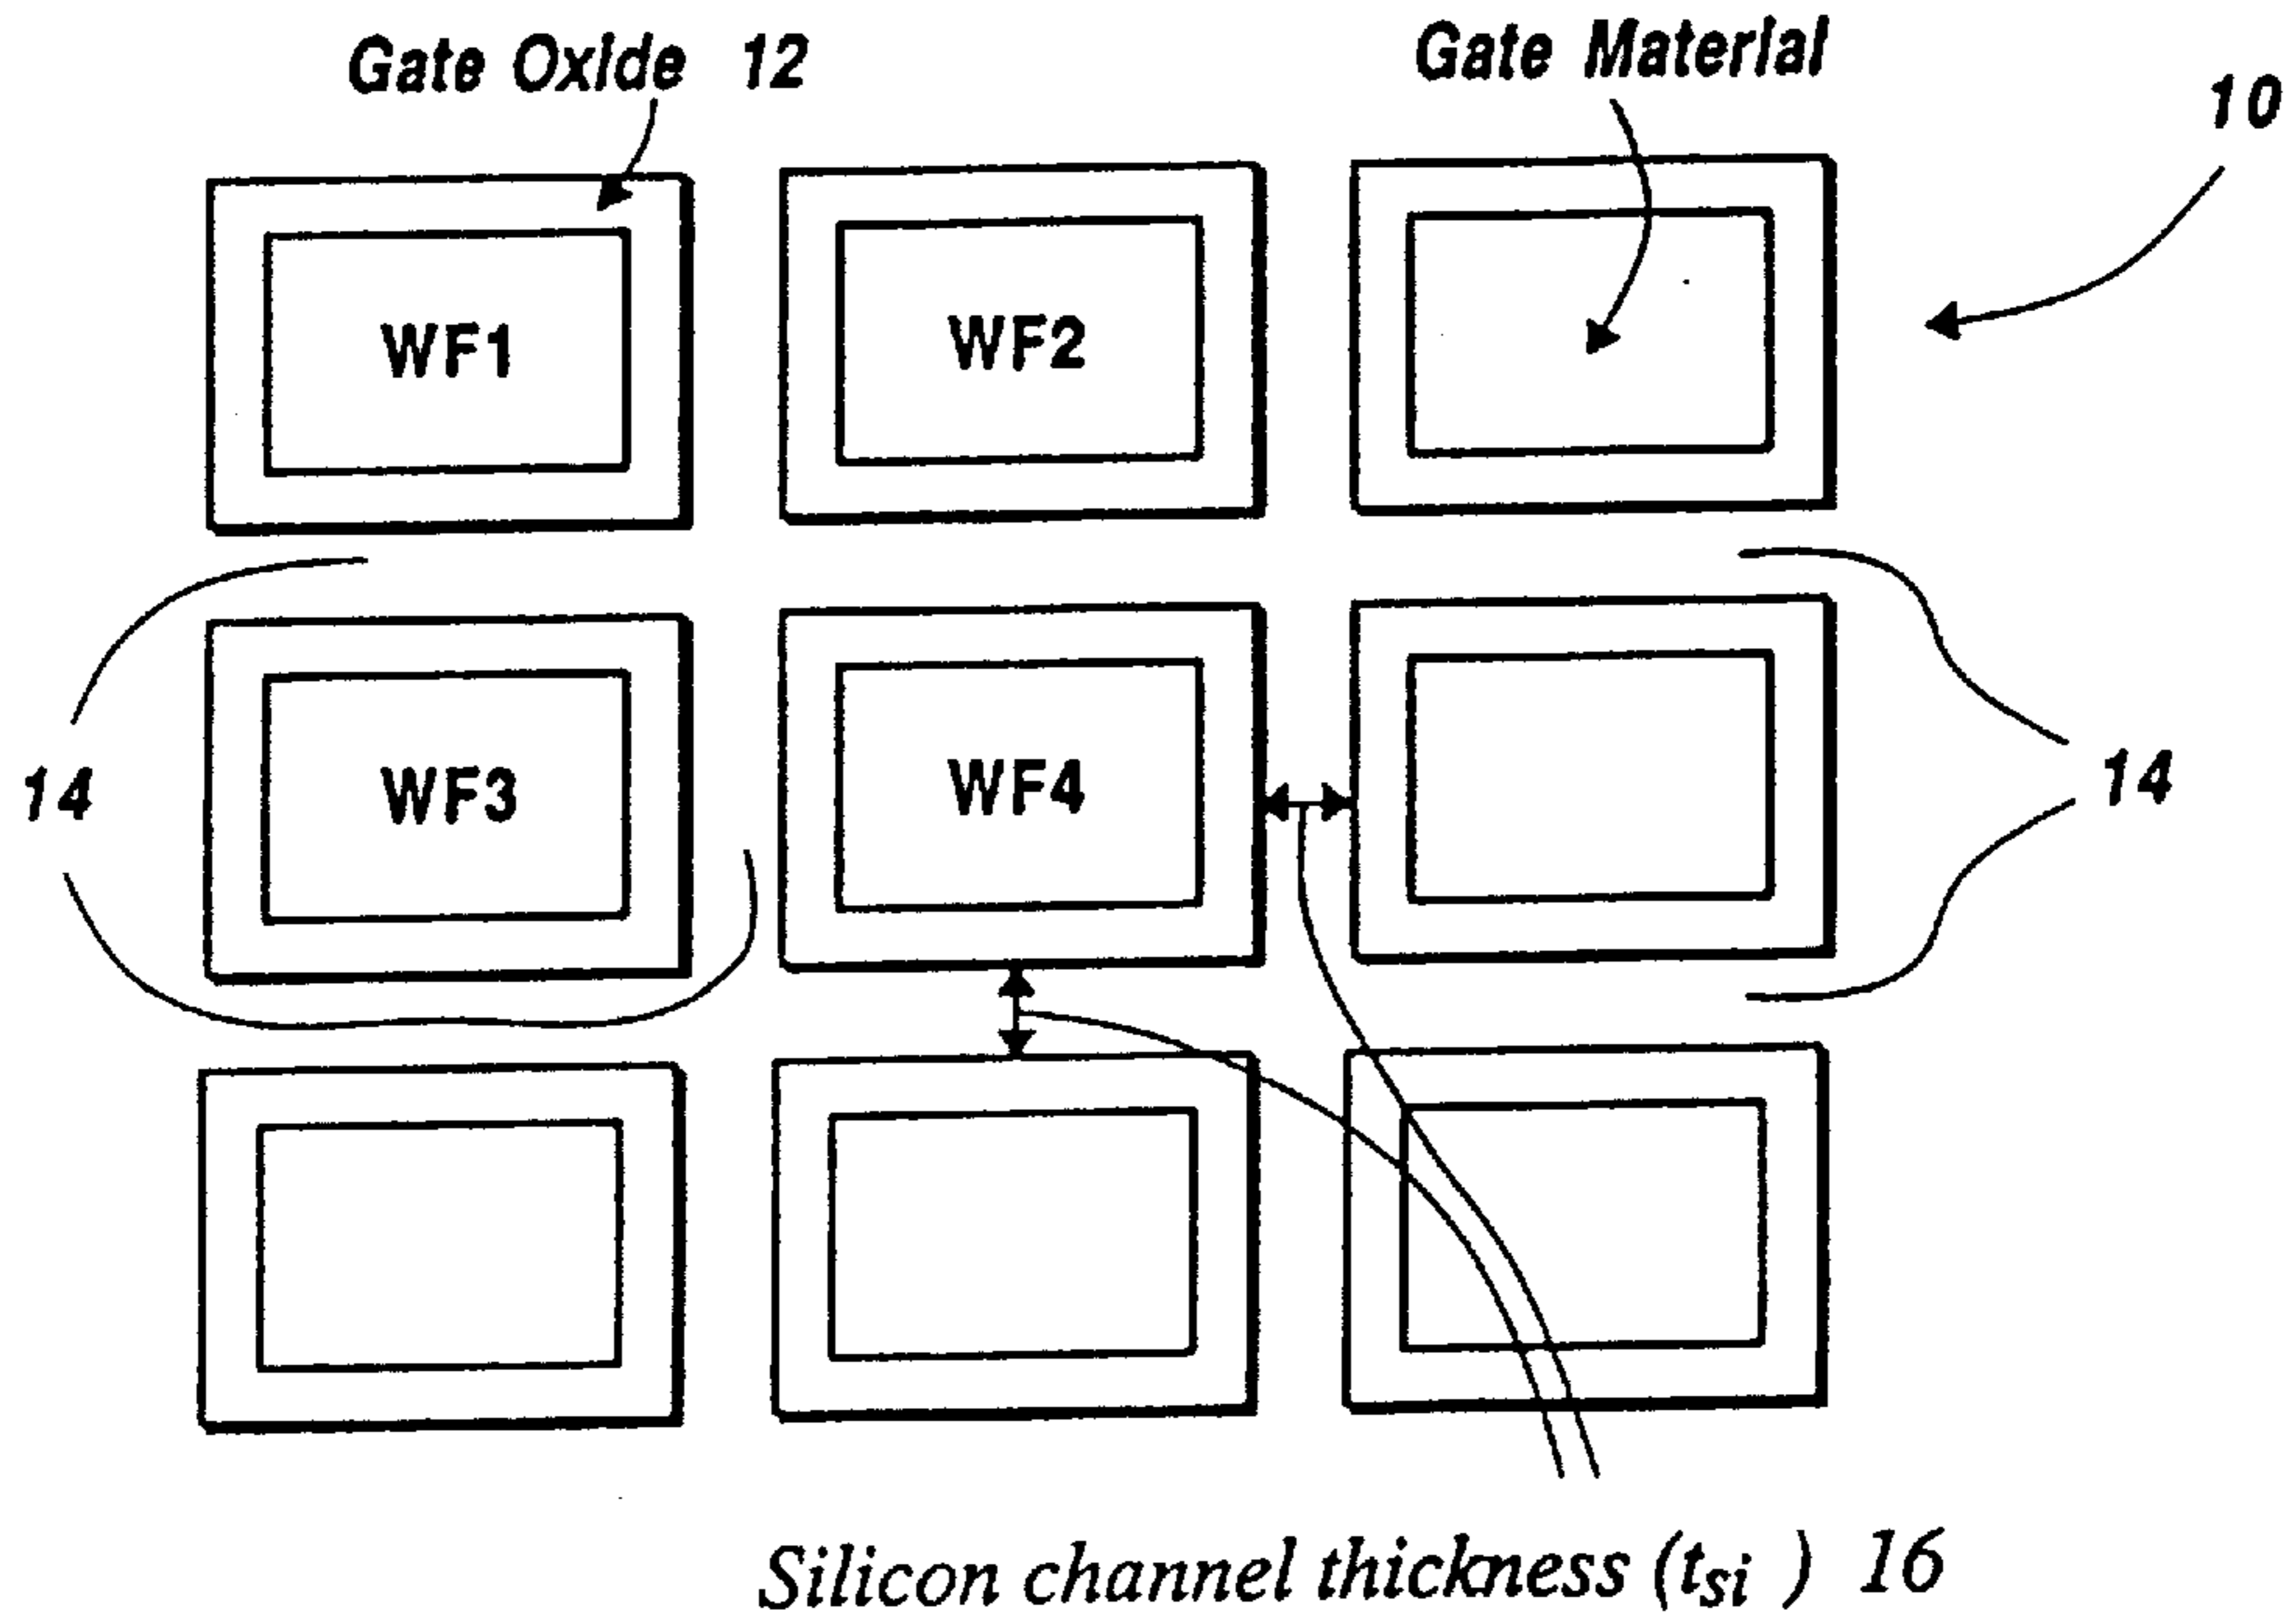 Gate Oxide 12
Gate Material
10
WF1
WF2
WF3
WF4
14
14
Silicon channel thickness (tsi ) 16